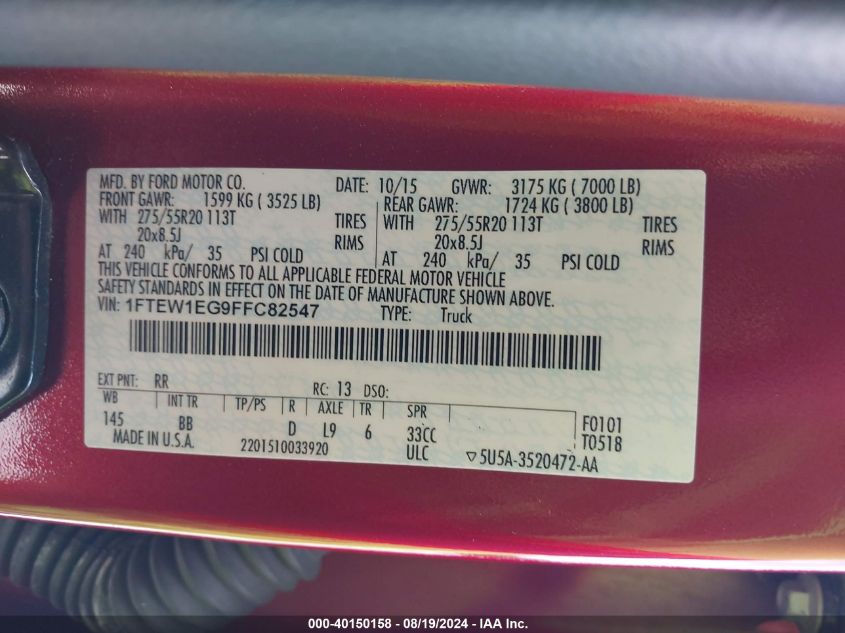 MFD. BY FORD MOTOR CO. DATE: 10/15 GVWR: 3175 KG ( 7000 LB)
FRONT GAWR: 1599 KG ( 3525 LB) REAR GAWR: 1724 KG ( 3800 LB)
WITH 275/55R20 113T TIRES WITH 275/55R20 113T TIRES
20x8.5J RIMS 20x8.5J RIMS
AT 240 kPa/ 35 PSI COLD AT 240 kPa/ 35 PSI COLD
THIS VEHICLE CONFORMS TO ALL APPLICABLE FEDERAL MOTOR VEHICLE
SAFETY STANDARDS IN EFFECT ON THE DATE OF MANUFACTURE SHOWN ABOVE.
VIN: 1FTEW1EG9FFC82547 TYPE: Truck
EXT PNT: RR RC: 13 DSO:
WB INT TR TP/PS R AXLE TR SPR
145 BB D L9 6 33CC F0101
MADE IN U.S.A. 2201510033920 ULC T0518
▽5U5A-3520472-AA
000-40150158 - 08/19/2024 - IAA Inc.